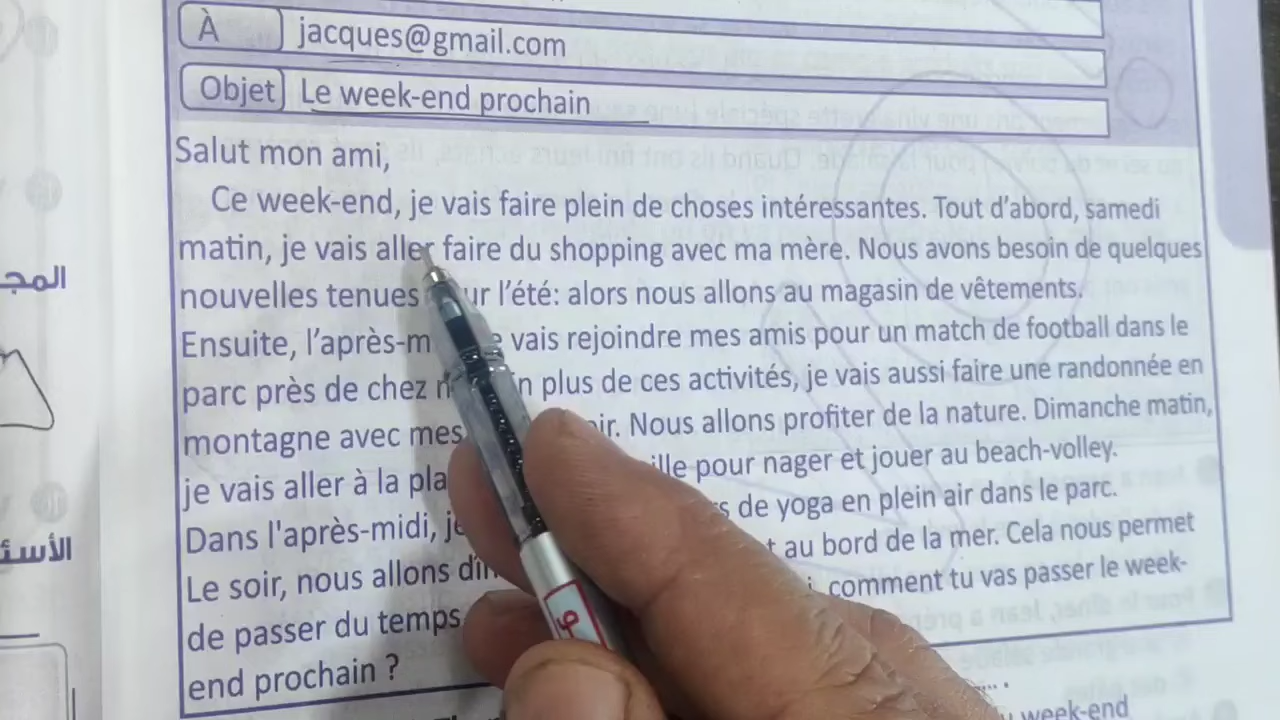 À jacques@gmail.com
Objet Le week-end prochain
Salut mon ami,
Ce week-end, je vais faire plein de choses intéressantes. Tout d'abord, samedi
matin, je vais aller faire du shopping avec ma mère. Nous avons besoin de quelques
nouvelles tenues l'été: alors nous allons au magasin de vêtements.
Ensuite, vais rejoindre mes amis pour un match de football dans le
parc près de chez plus de ces activités, je vais aussi faire une randonnée en
montagne avec mes Nous allons profiter de la nature. Dimanche matin,
je vais aller à la pour nager et jouer au beach-volley.
Dans l'après-midi, de yoga en plein air dans le parc.
Le soir, nous allons au bord de la mer. Cela nous permet
de passer du temps comment tu vas passer le week-
end prochain ?
week-end